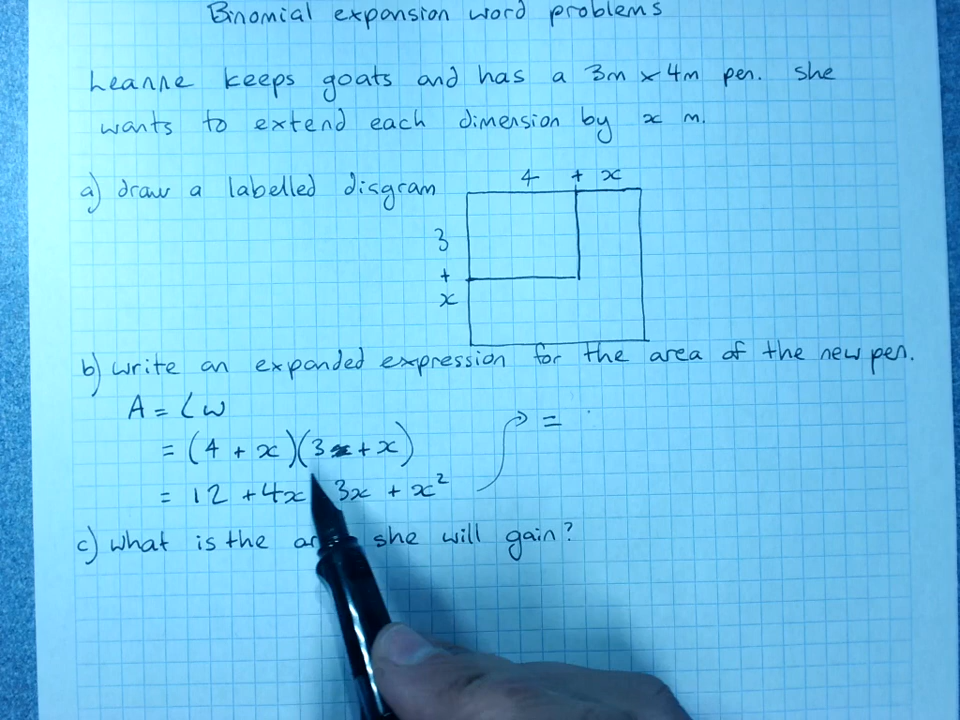 Binomial expansion word problems
Leanne keeps goats and has a 3m × 4m pen. She
wants to extend each dimension by x m.
a) draw a labelled disgram
4 + x
3
+
x
b) write an expanded expression for the area of the new pen.
A = Lw
= (4 + x)(3 + x)
= 12 + 4x 3x + x²
=
c) what is the she will gain?